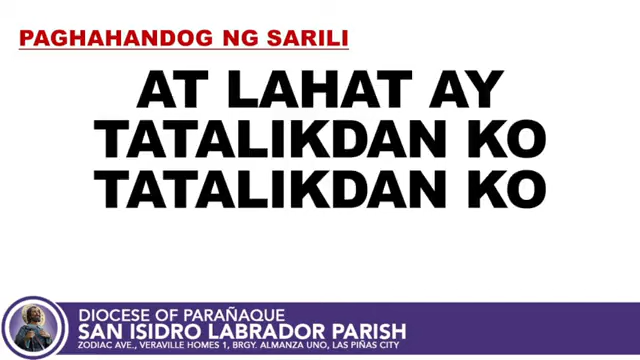 PAGHAHANDOG NG SARILI
AT LAHAT AY
TATALIKDAN KO
TATALIKDAN KO
DIOCESE OF PARAÑAQUE
SAN ISIDRO LABRADOR PARISH
ZODIAC AVE., VERAVILLE HOMES 1, BRGY. ALMANZA UNO, LAS PIÑAS CITY